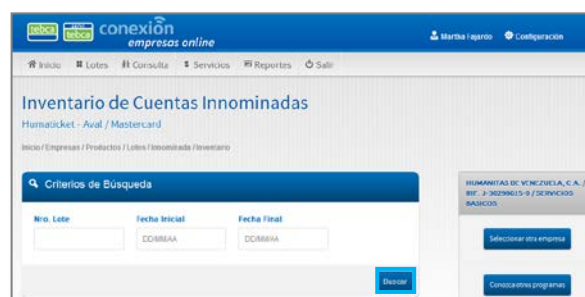 tebca
tebca
conexión
empresas online
Martha Fajardo
Configuración
Inicio
Lotes
Consulta
Servicios
Reportes
Salir
Inventario de Cuentas Innominadas
Humaticket - Aval / Mastercard
Inicio / Empresas / Productos / Lotes / Innominada / Inventario
Criterios de Búsqueda
Nro. Lote
Fecha Inicial
Fecha Final
DD/MM/AA
DD/MM/AA
Buscar
HUMANITAS DE VENEZUELA, C.A. /
RIF. J-30299615-9 / SERVICIOS
BASICOS
Seleccionar otra empresa
Conozca otros programas